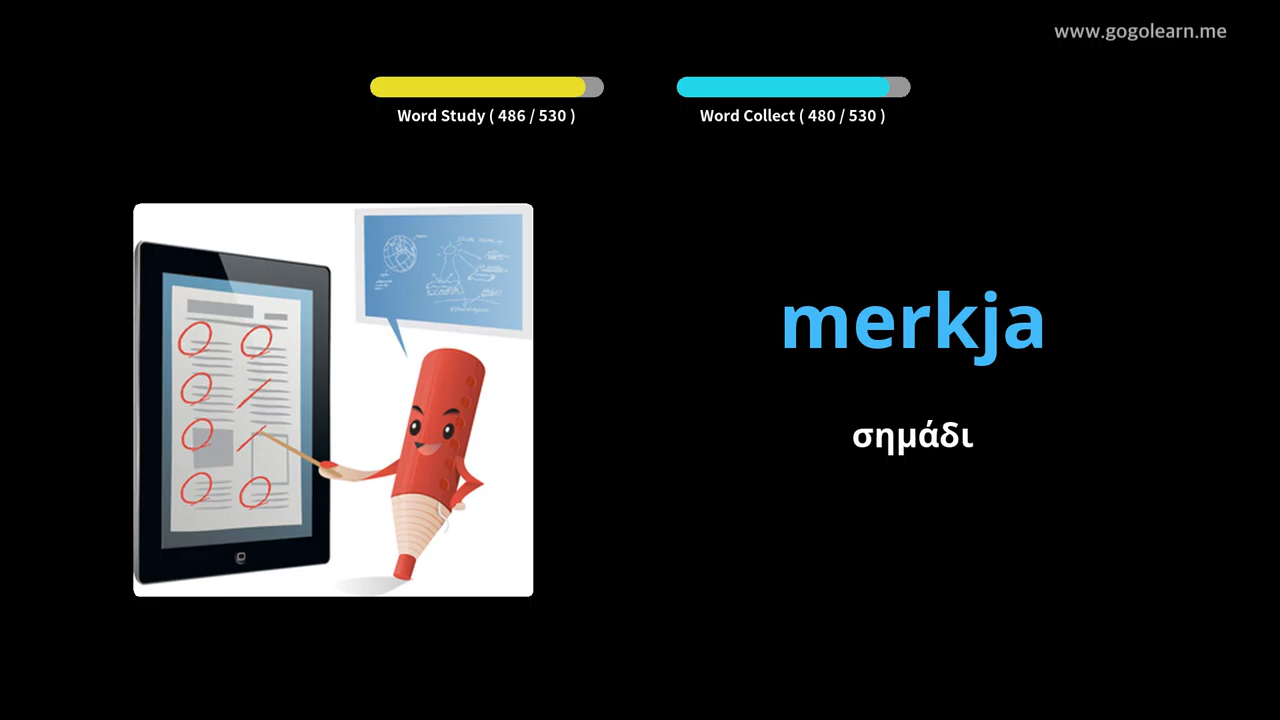 www.gogolearn.me
Word Study ( 486 / 530 )
Word Collect ( 480 / 530 )
merkja
σημάδι